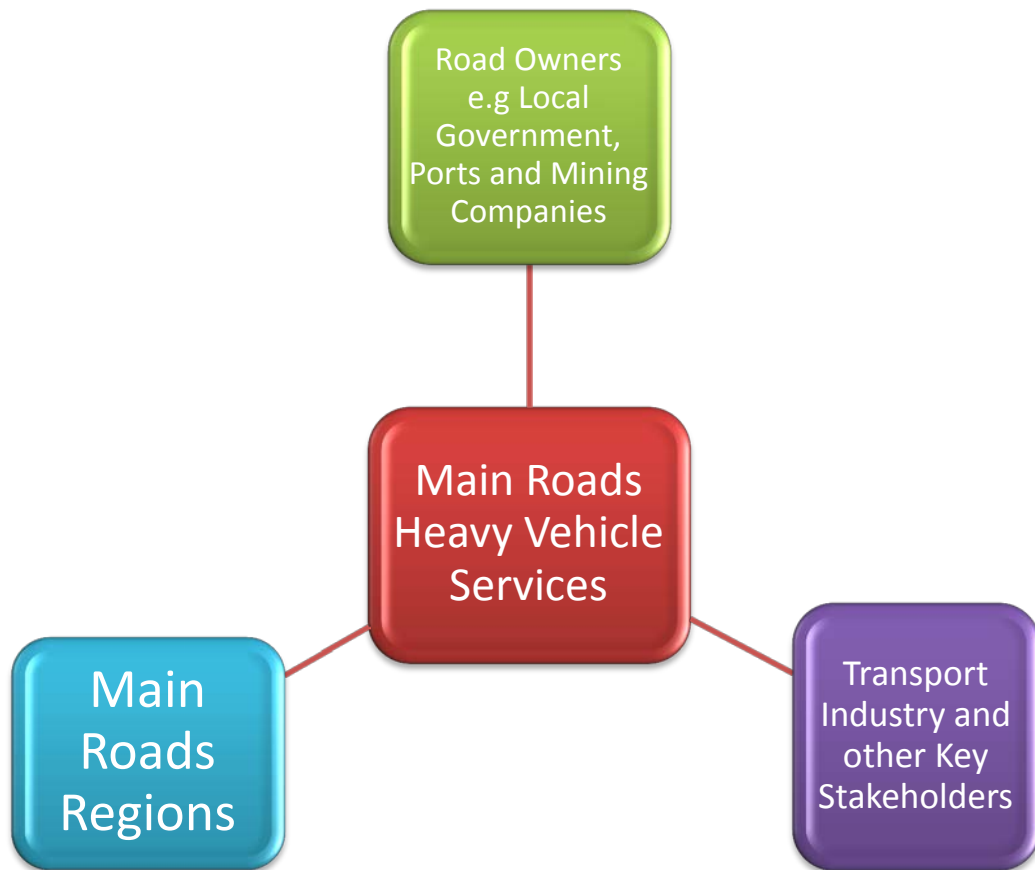 Road Owners
e.g Local
Government,
Ports and Mining
Companies
Main Roads
Heavy Vehicle
Services
Main
Roads
Regions
Transport
Industry and
other Key
Stakeholders